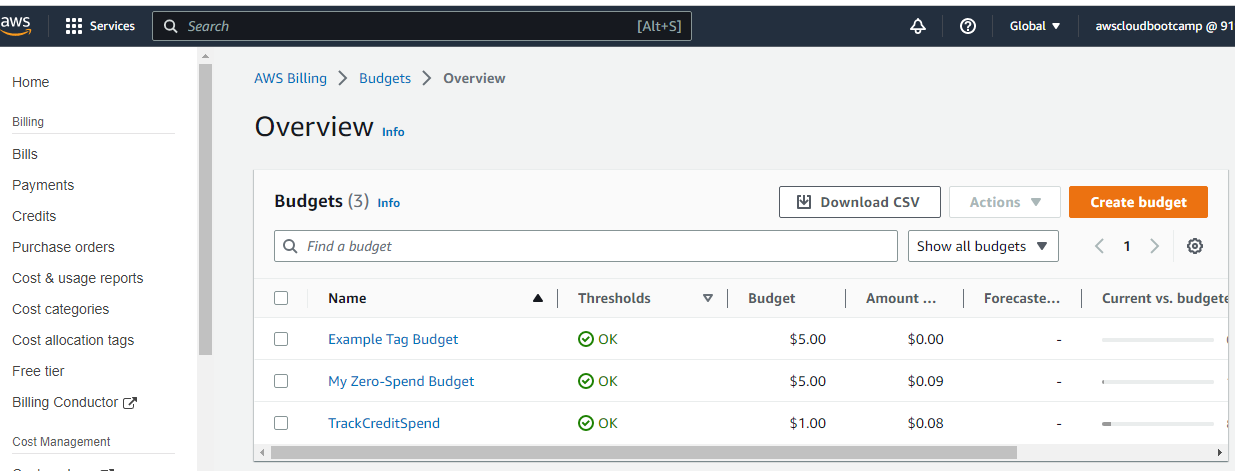 aws
Services
Search [Alt+S]
Global
awscloudbootcamp @ 91
Home
Billing
Bills
Payments
Credits
Purchase orders
Cost & usage reports
Cost categories
Cost allocation tags
Free tier
Billing Conductor
Cost Management
AWS Billing > Budgets > Overview
Overview Info
Budgets (3) Info
Download CSV
Actions
Create budget
Find a budget
Show all budgets
1
Name Thresholds Budget Amount ... Forecaste... Current vs. budgete
Example Tag Budget OK $5.00 $0.00 -
My Zero-Spend Budget OK $5.00 $0.09 -
TrackCreditSpend OK $1.00 $0.08 -